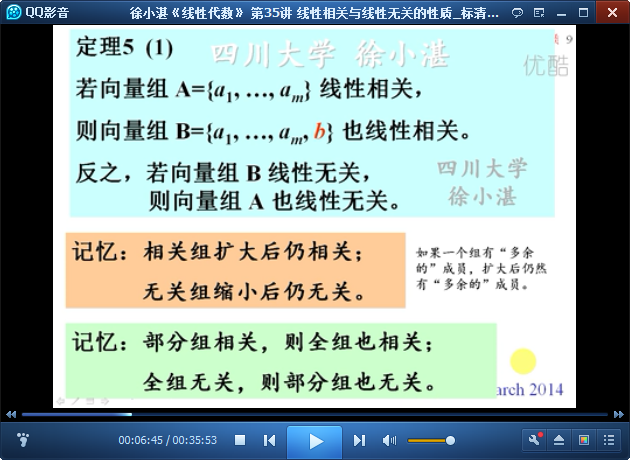 QQ影音
徐小湛《线性代数》 第35讲 线性相关与线性无关的性质_标清...
定理5 (1)
四川大学 徐小湛
9
优酷
若向量组 A={a1, …, am} 线性相关，
则向量组 B={a1, …, am, b} 也线性相关。
反之，若向量组 B 线性无关，
则向量组 A 也线性无关。
四川大学
徐小湛
记忆：相关组扩大后仍相关；
无关组缩小后仍无关。
如果一个组有“多余
的”成员，扩大后仍然
有“多余的”成员。
记忆：部分组相关，则全组也相关；
全组无关，则部分组也无关。
arch 2014
00:06:45 / 00:35:53